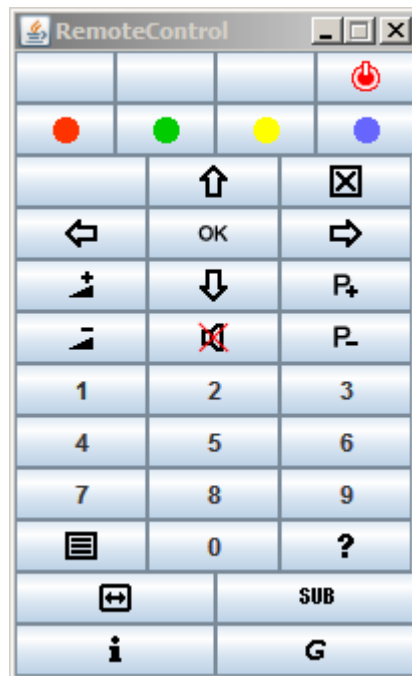 RemoteControl
OK
P+
P-
1 2 3
4 5 6
7 8 9
0 ?
SUB
i G